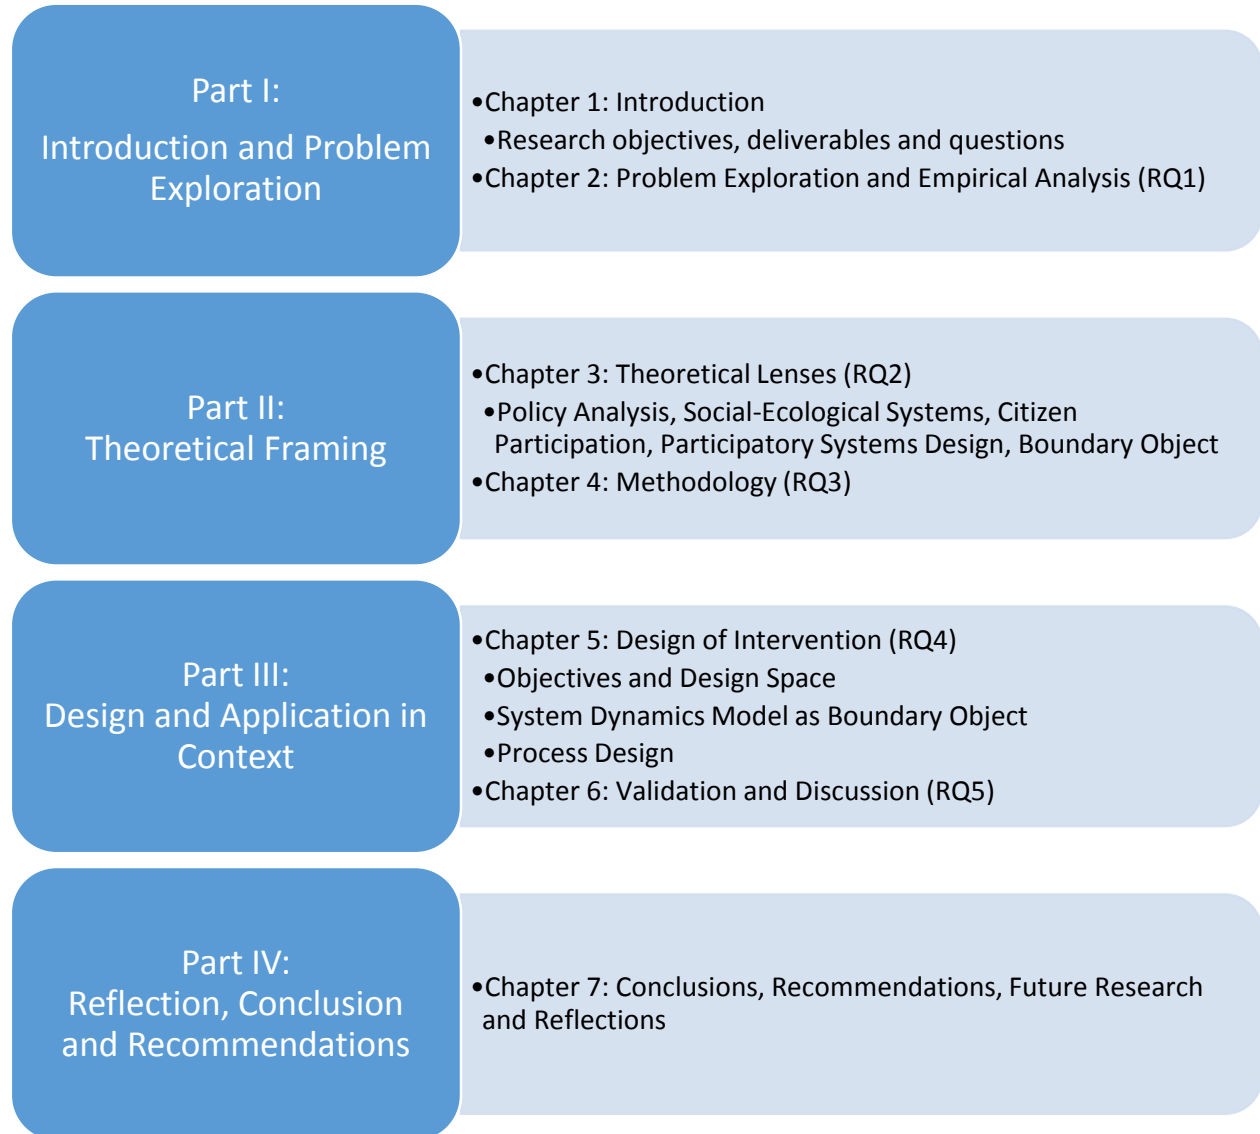 Part I:
Introduction and Problem
Exploration
•Chapter 1: Introduction
•Research objectives, deliverables and questions
•Chapter 2: Problem Exploration and Empirical Analysis (RQ1)
Part II:
Theoretical Framing
•Chapter 3: Theoretical Lenses (RQ2)
•Policy Analysis, Social-Ecological Systems, Citizen
Participation, Participatory Systems Design, Boundary Object
•Chapter 4: Methodology (RQ3)
Part III:
Design and Application in
Context
•Chapter 5: Design of Intervention (RQ4)
•Objectives and Design Space
•System Dynamics Model as Boundary Object
•Process Design
•Chapter 6: Validation and Discussion (RQ5)
Part IV:
Reflection, Conclusion
and Recommendations
•Chapter 7: Conclusions, Recommendations, Future Research
and Reflections